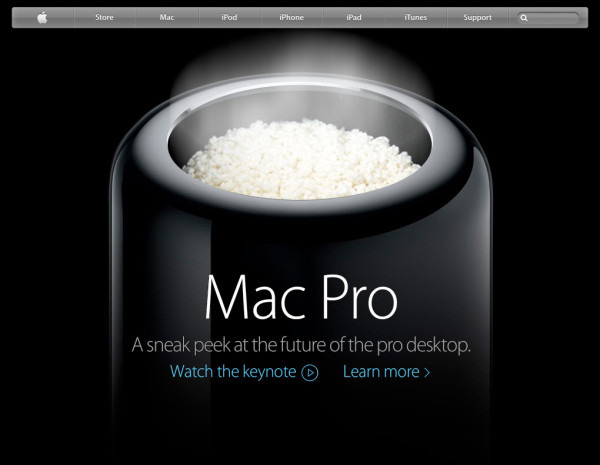 Store Mac iPod iPhone iPad iTunes Support
Mac Pro
A sneak peek at the future of the pro desktop.
Watch the keynote Learn more